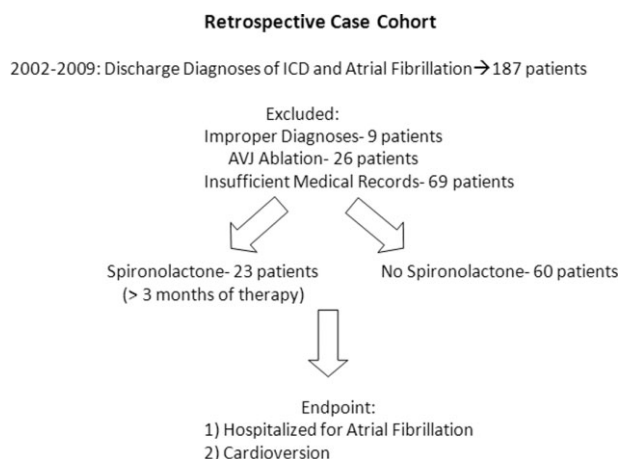 Retrospective Case Cohort
2002-2009: Discharge Diagnoses of ICD and Atrial Fibrillation→187 patients
Excluded:
Improper Diagnoses- 9 patients
AVJ Ablation- 26 patients
Insufficient Medical Records- 69 patients
Spironolactone- 23 patients
(> 3 months of therapy)
No Spironolactone- 60 patients
Endpoint:
1) Hospitalized for Atrial Fibrillation
2) Cardioversion